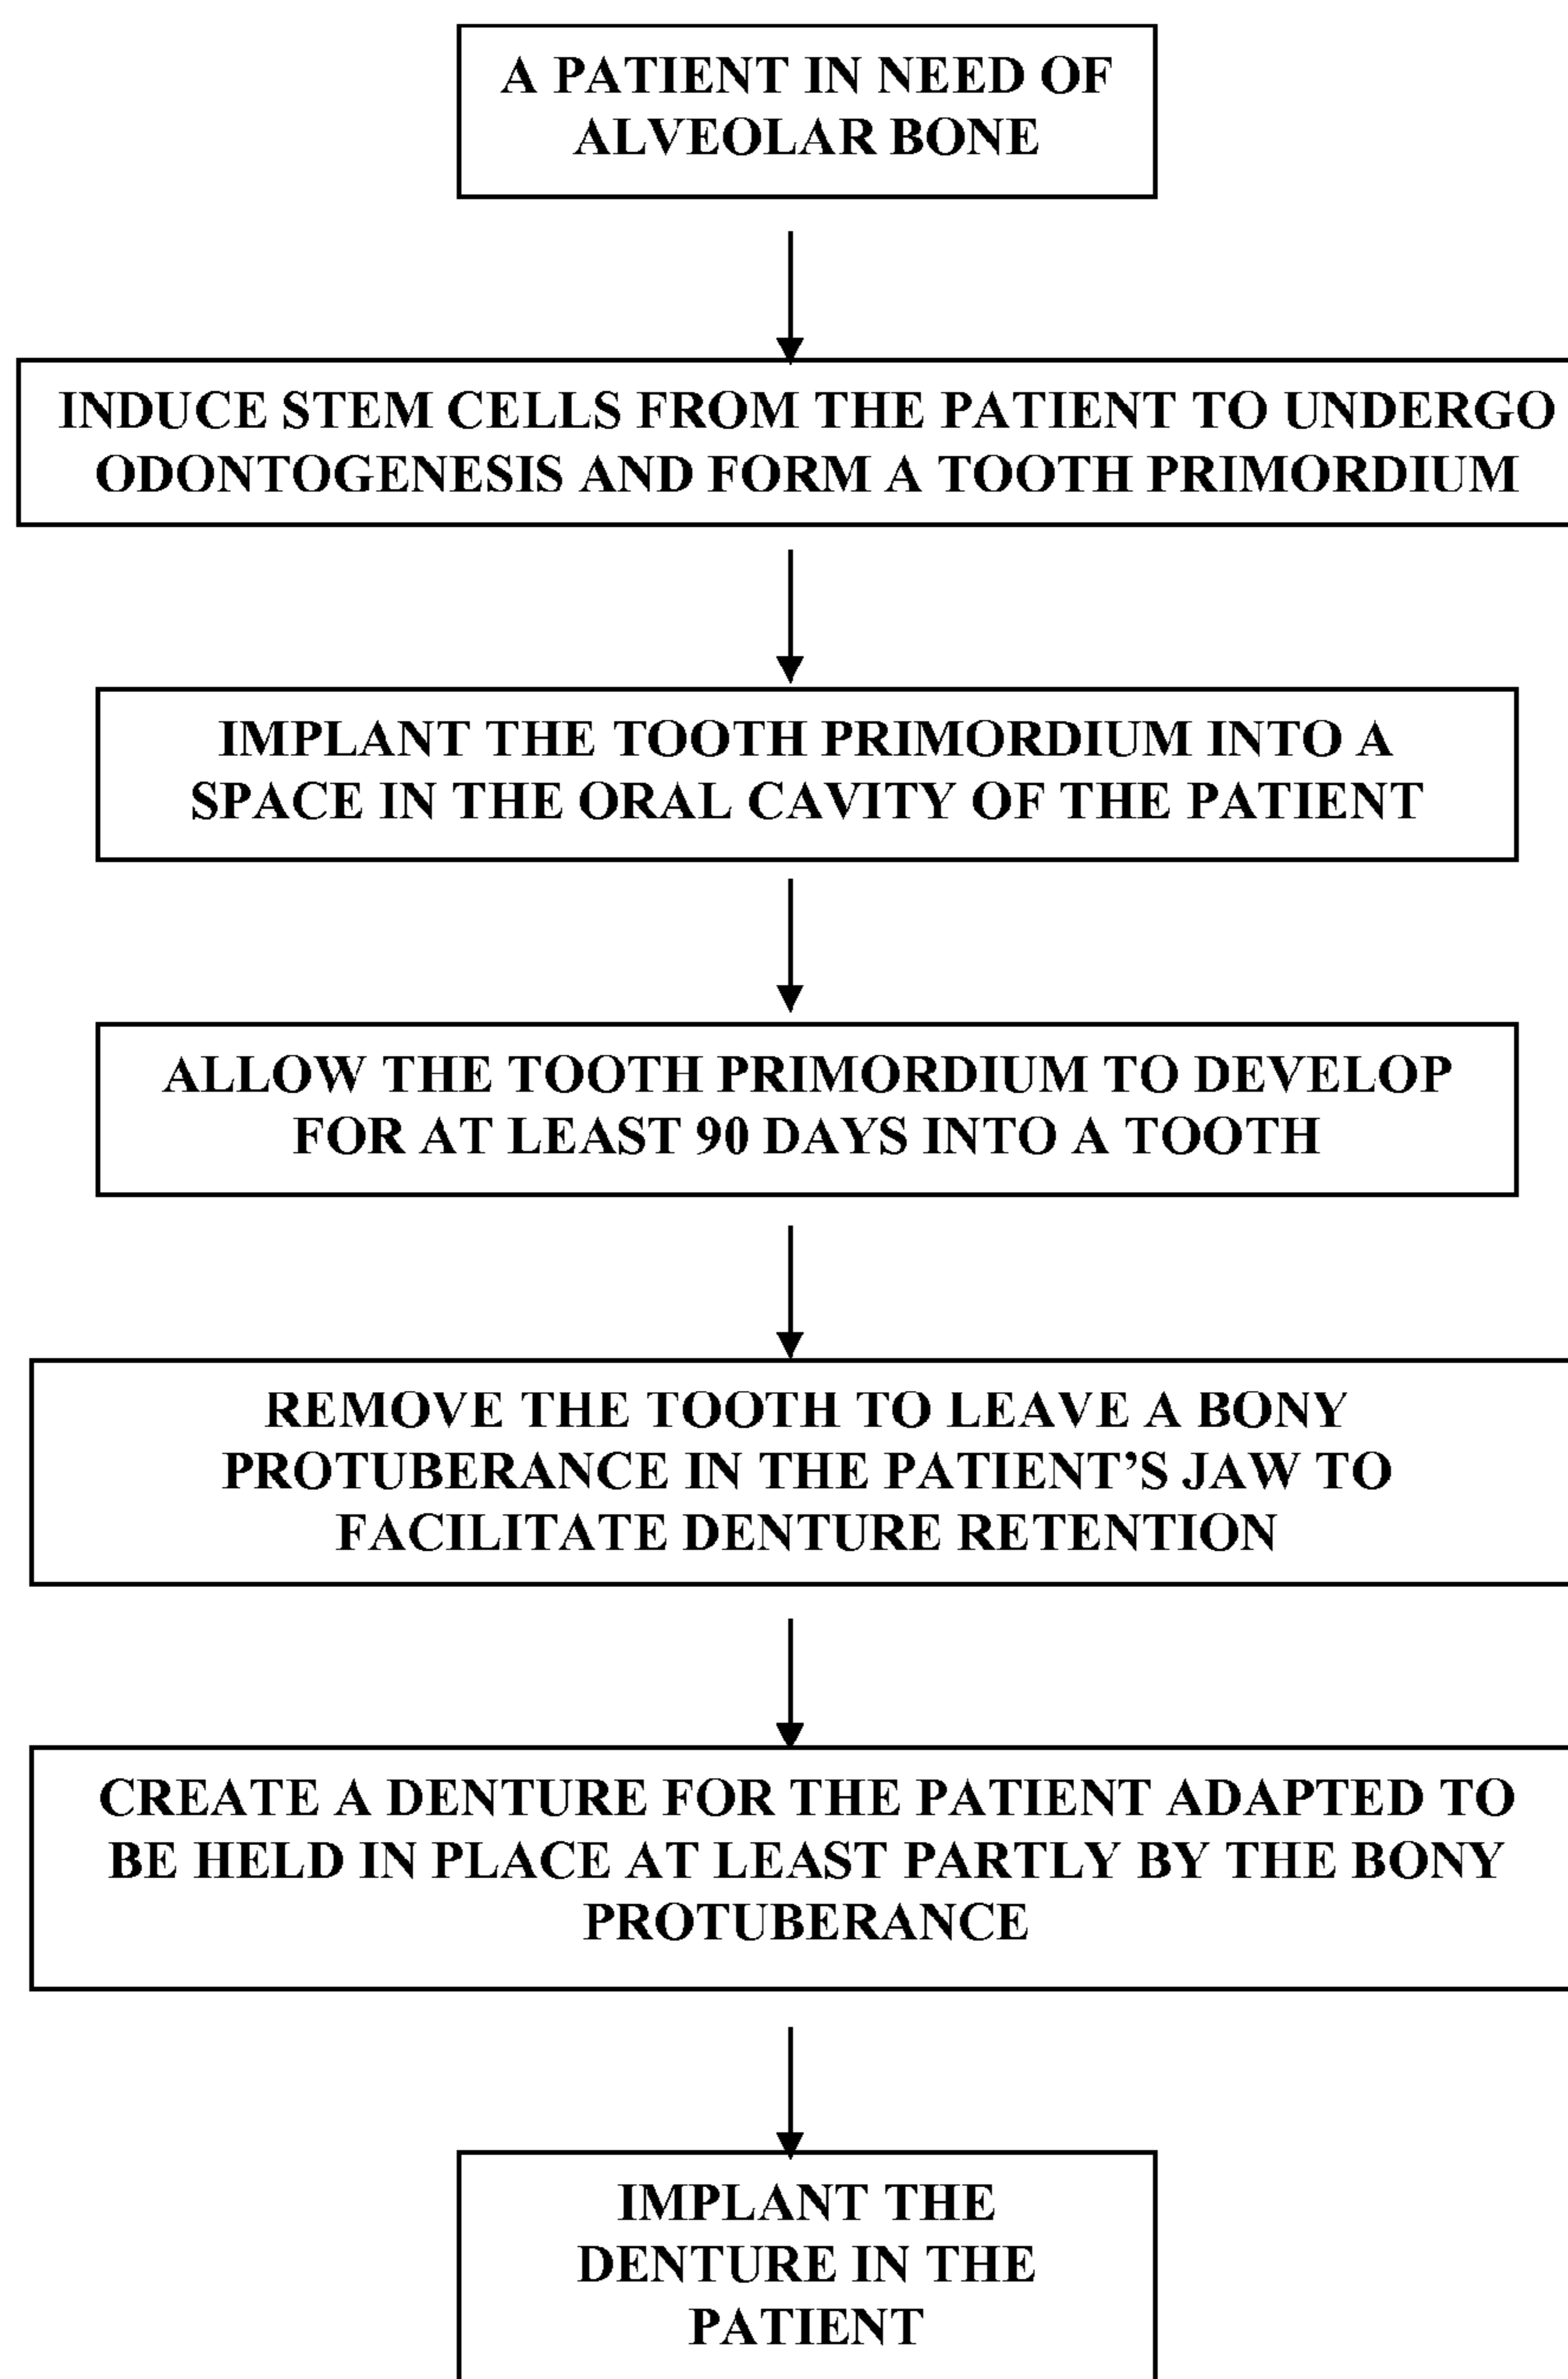 A PATIENT IN NEED OF
ALVEOLAR BONE
INDUCE STEM CELLS FROM THE PATIENT TO UNDERGO
ODONTOGENESIS AND FORM A TOOTH PRIMORDIUM
IMPLANT THE TOOTH PRIMORDIUM INTO A
SPACE IN THE ORAL CAVITY OF THE PATIENT
ALLOW THE TOOTH PRIMORDIUM TO DEVELOP
FOR AT LEAST 90 DAYS INTO A TOOTH
REMOVE THE TOOTH TO LEAVE A BONY
PROTUBERANCE IN THE PATIENT’S JAW TO
FACILITATE DENTURE RETENTION
CREATE A DENTURE FOR THE PATIENT ADAPTED TO
BE HELD IN PLACE AT LEAST PARTLY BY THE BONY
PROTUBERANCE
IMPLANT THE
DENTURE IN THE
PATIENT